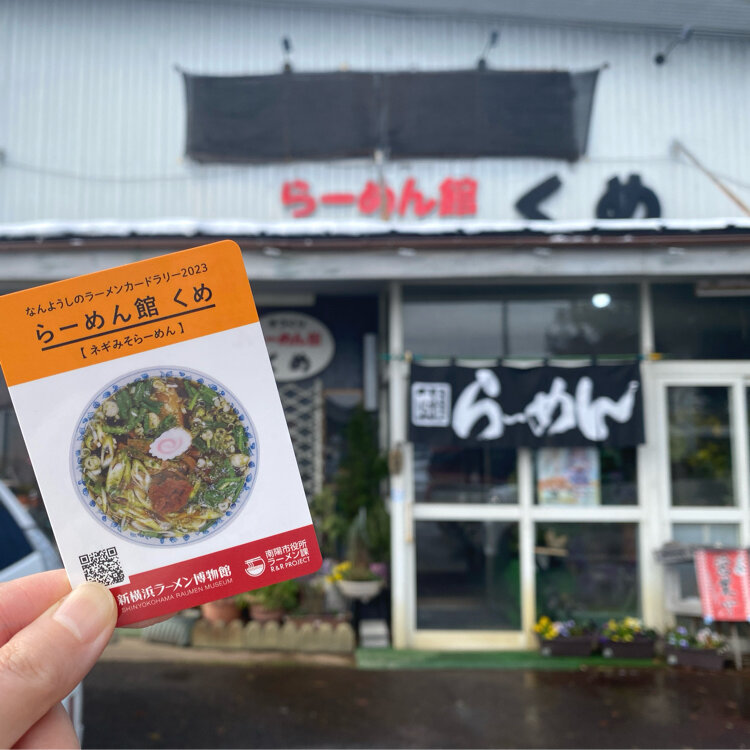 らーめん館 くめ
なんようしのラーメンカードラリー2023
らーめん館 くめ
[ ネギみそらーめん ]
新横浜ラーメン博物館
SHINYOKOHAMA RAUMEN MUSEUM
南陽市役所
ラーメン課
R&R PROJECT
らーめん館
らーめん